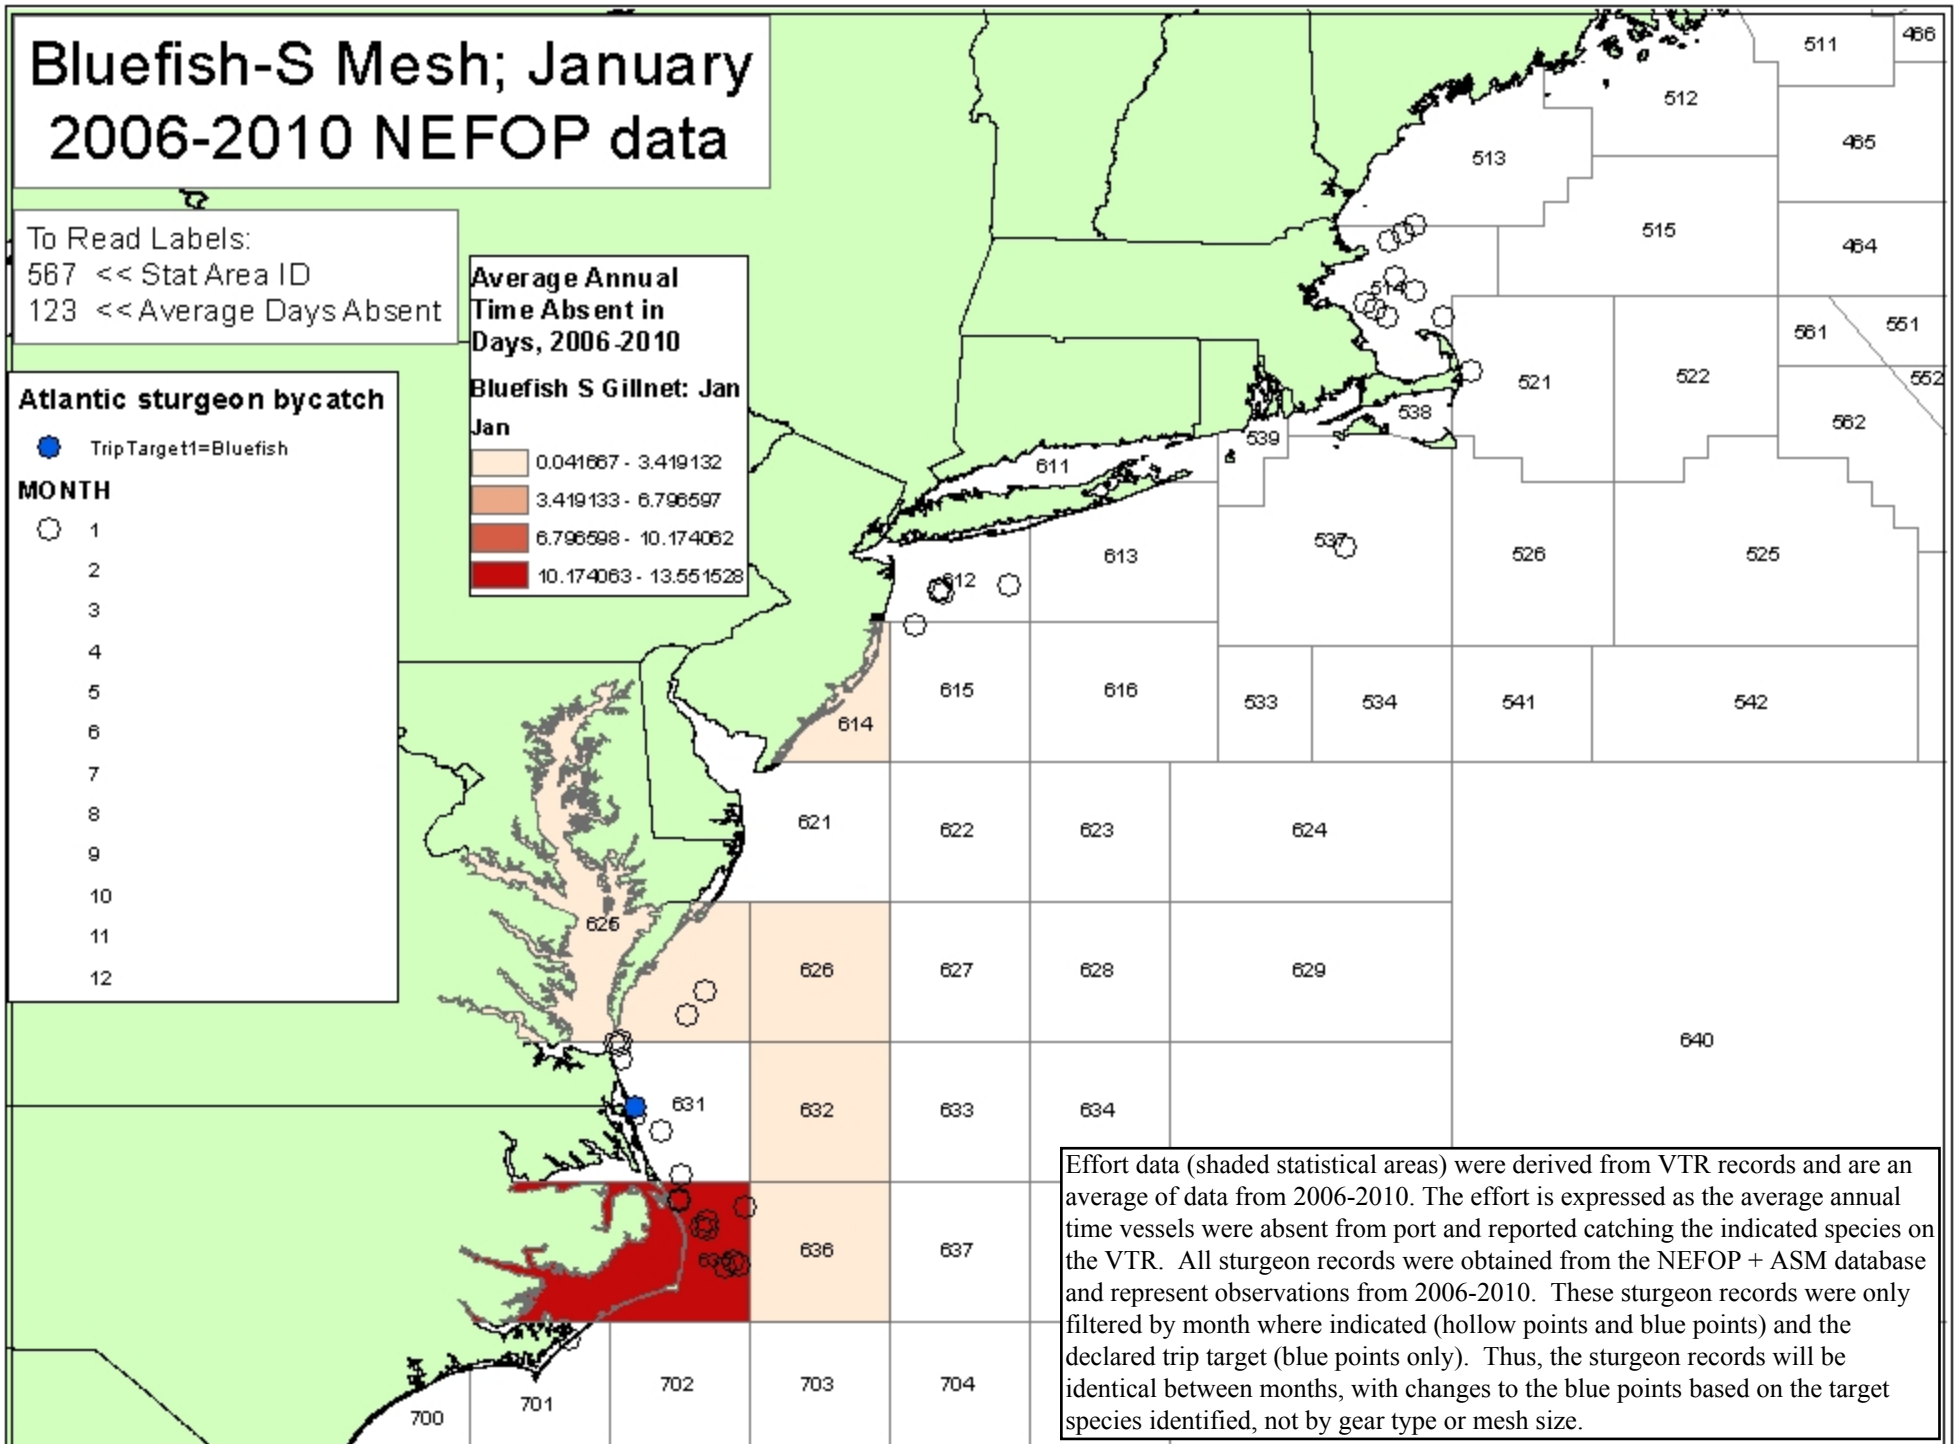 Bluefish-S Mesh; January
2006-2010 NEFOP data
To Read Labels:
567 << Stat Area ID
123 << Average Days Absent
Average Annual
Time Absent in
Days, 2006-2010
Bluefish S Gillnet: Jan
Jan
0.041667 - 3.419132
3.419133 - 6.796597
6.796598 - 10.174062
10.174063 - 13.551528
Atlantic sturgeon bycatch
TripTarget1=Bluefish
MONTH
1
2
3
4
5
6
7
8
9
10
11
12
511
466
512
465
513
515
464
514
561
551
521
522
552
538
562
539
611
613
537
526
525
612
615
616
533
534
541
542
614
621
622
623
624
625
626
627
628
629
640
631
632
633
634
636
637
700
701
702
703
704
Effort data (shaded statistical areas) were derived from VTR records and are an
average of data from 2006-2010. The effort is expressed as the average annual
time vessels were absent from port and reported catching the indicated species on
the VTR. All sturgeon records were obtained from the NEFOP + ASM database
and represent observations from 2006-2010. These sturgeon records were only
filtered by month where indicated (hollow points and blue points) and the
declared trip target (blue points only). Thus, the sturgeon records will be
identical between months, with changes to the blue points based on the target
species identified, not by gear type or mesh size.